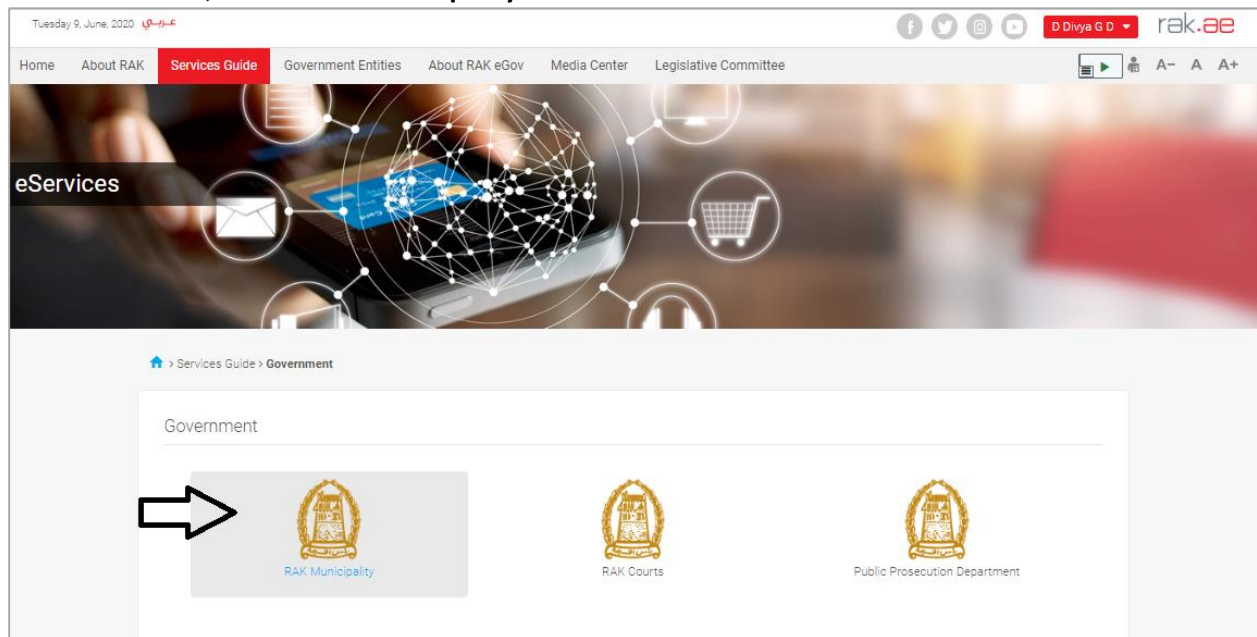 Tuesday 9, June, 2020 عربي
D Divya G D
rak.ae
Home About RAK Services Guide Government Entities About RAK eGov Media Center Legislative Committee
A- A A+
eServices
> Services Guide > Government
Government
RAK Municipality
RAK Courts
Public Prosecution Department